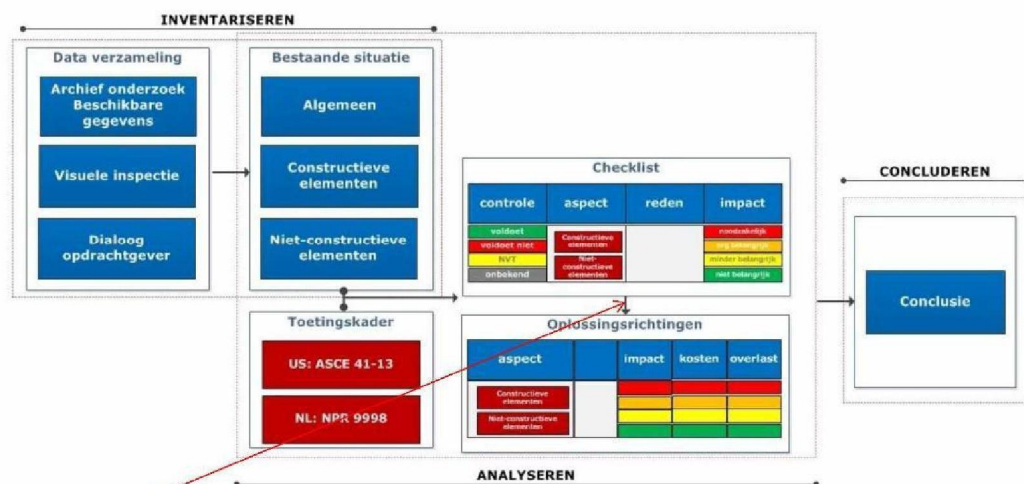 INVENTARISEREN
Data verzameling
Archief onderzoek
Beschikbare
gegevens
Visuele inspectie
Dialoog
opdrachtgever
Bestaande situatie
Algemeen
Constructieve
elementen
Niet-constructieve
elementen
Toetingskader
US: ASCE 41-13
NL: NPR 9998
Checklist
controle aspect reden impact
voldoet
voldoet niet
NVT
onbekend
Constructieve
elementen
Niet-
constructieve
elementen
noodzakelijk
erg belangrijk
minder belangrijk
niet belangrijk
Oplossingsrichtingen
aspect impact kosten overlast
Constructieve
elementen
Niet-constructieve
elementen
ANALYSEREN
CONCLUDEREN
Conclusie